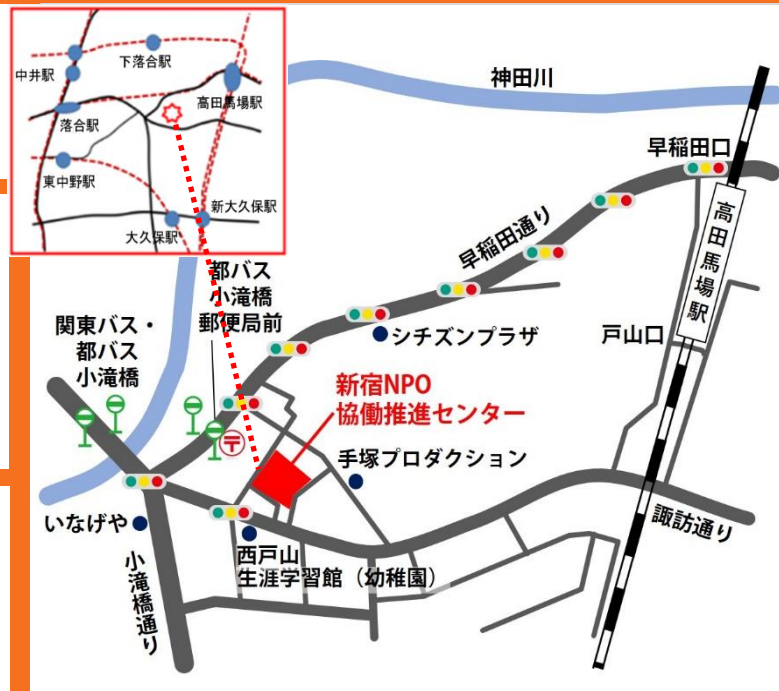 中井駅
下落合駅
高田馬場駅
落合駅
東中野駅
新大久保駅
大久保駅
神田川
早稲田口
高田馬場駅
早稲田通り
都バス
小滝橋
郵便局前
シチズンプラザ
戸山口
関東バス・
都バス
小滝橋
新宿NPO
協働推進センター
手塚プロダクション
いなげや
西戸山
生涯学習館（幼稚園）
諏訪通り
小滝橋通り